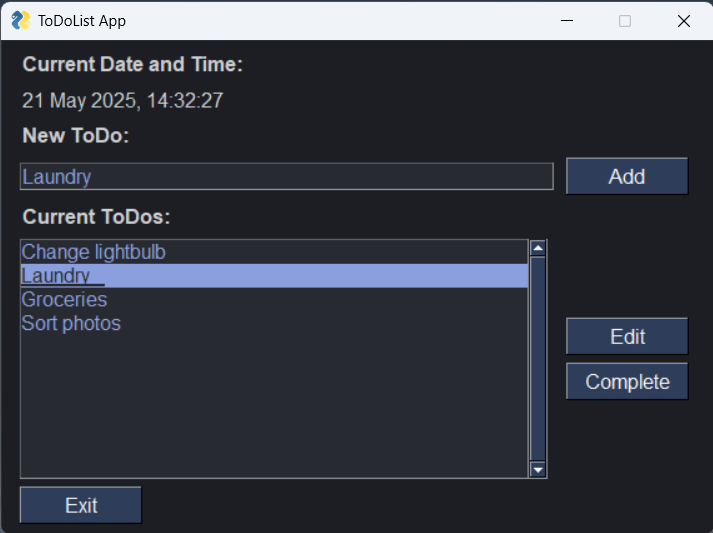 ToDoList App
Current Date and Time:
21 May 2025, 14:32:27
New ToDo:
Laundry
Add
Current ToDos:
Change lightbulb
Laundry
Groceries
Sort photos
Edit
Complete
Exit